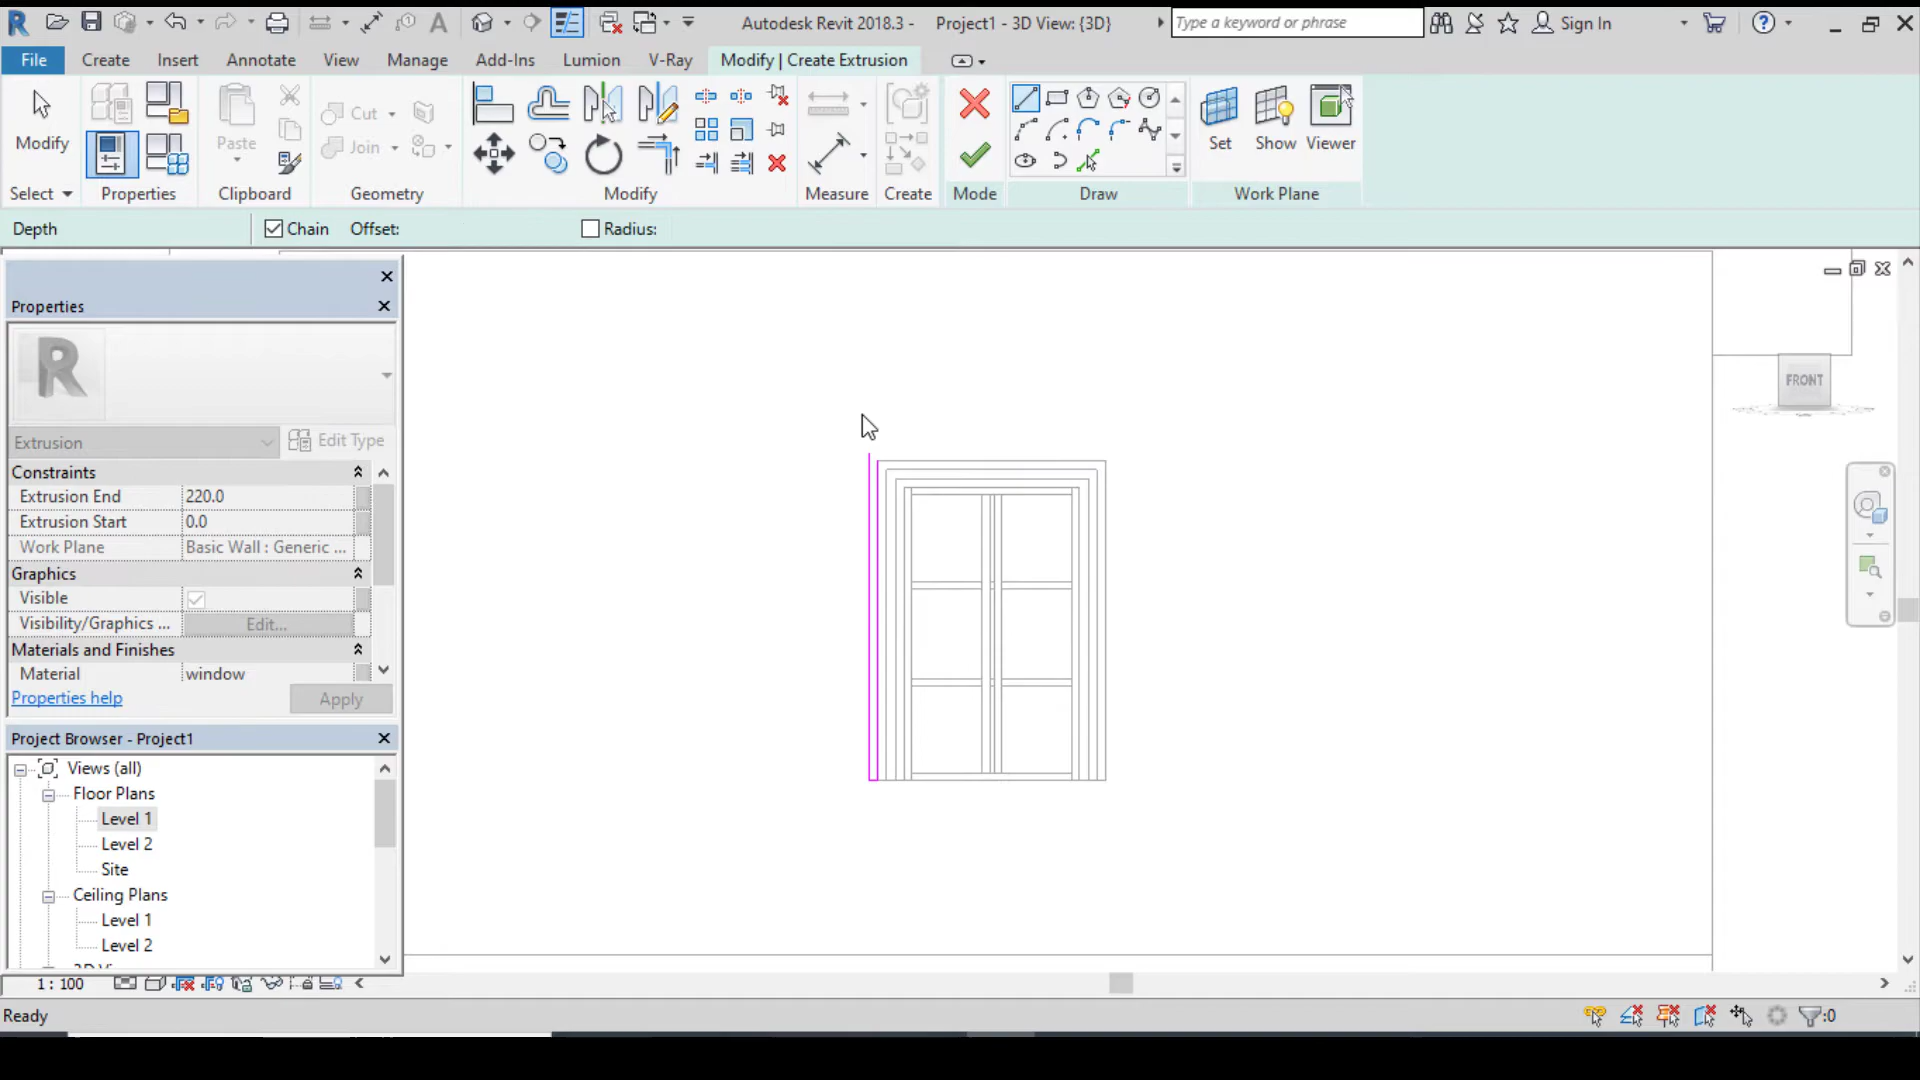 Autodesk Revit 2018.3 - Project1 - 3D View: {3D}
Type a keyword or phrase
Sign In
File
Create
Insert
Annotate
View
Manage
Add-Ins
Lumion
V-Ray
Modify | Create Extrusion
Modify
Paste
Cut
Join
Set
Show
Viewer
Select
Properties
Clipboard
Geometry
Modify
Measure
Create
Mode
Draw
Work Plane
Depth
Chain
Offset:
Radius:
Properties
Extrusion
Edit Type
Constraints
Extrusion End 220.0
Extrusion Start 0.0
Work Plane Basic Wall : Generic ...
Graphics
Visible
Visibility/Graphics ... Edit...
Materials and Finishes
Material window
Properties help
Apply
Project Browser - Project1
Views (all)
Floor Plans
Level 1
Level 2
Site
Ceiling Plans
Level 1
Level 2
FRONT
1 : 100
Ready
:0